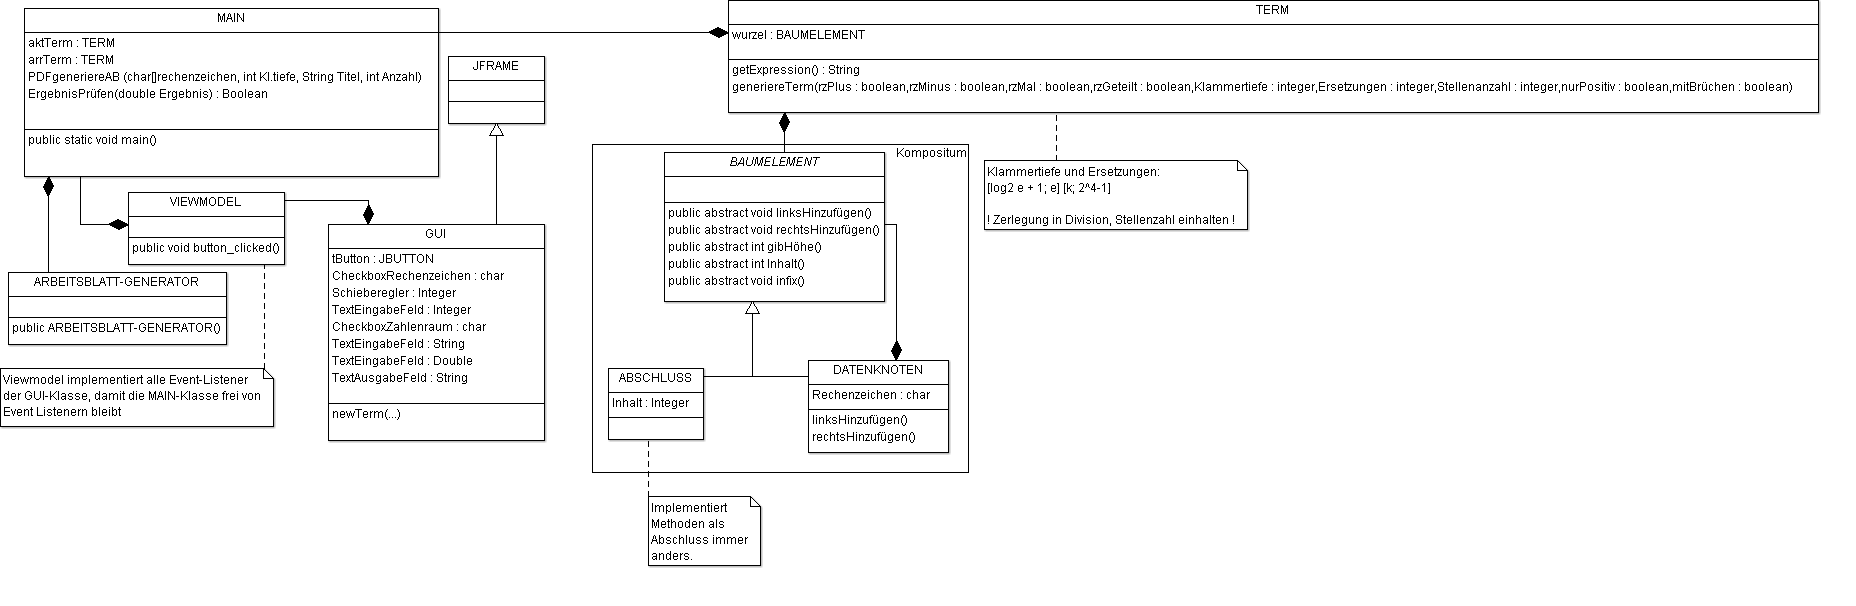 MAIN
aktTerm : TERM
arrTerm : TERM
PDFgeneriereAB (char[]rechenzeichen, int Kl.tiefe, String Titel, int Anzahl)
ErgebnisPrüfen(double Ergebnis) : Boolean
public static void main()
JFRAME
TERM
wurzel : BAUMELEMENT
getExpression() : String
generiereTerm(rzPlus : boolean,rzMinus : boolean,rzMal : boolean,rzGeteilt : boolean,Klammertiefe : integer,Ersetzungen : integer,Stellenanzahl : integer,nurPositiv : boolean,mitBrüchen : boolean)
Kompositum
BAUMELEMENT
public abstract void linksHinzufügen()
public abstract void rechtsHinzufügen()
public abstract int gibHöhe()
public abstract int Inhalt()
public abstract void infix()
Klammertiefe und Ersetzungen:
[log2 e + 1; e] [k; 2^4-1]
! Zerlegung in Division, Stellenzahl einhalten !
VIEWMODEL
public void button_clicked()
GUI
tButton : JBUTTON
CheckboxRechenzeichen : char
Schieberegler : Integer
TextEingabeFeld : Integer
CheckboxZahlenraum : char
TextEingabeFeld : String
TextEingabeFeld : Double
TextAusgabeFeld : String
newTerm(...)
ARBEITSBLATT-GENERATOR
public ARBEITSBLATT-GENERATOR()
Viewmodel implementiert alle Event-Listener
der GUI-Klasse, damit die MAIN-Klasse frei von
Event Listenern bleibt
ABSCHLUSS
Inhalt : Integer
DATENKNOTEN
Rechenzeichen : char
linksHinzufügen()
rechtsHinzufügen()
Implementiert
Methoden als
Abschluss immer
anders.